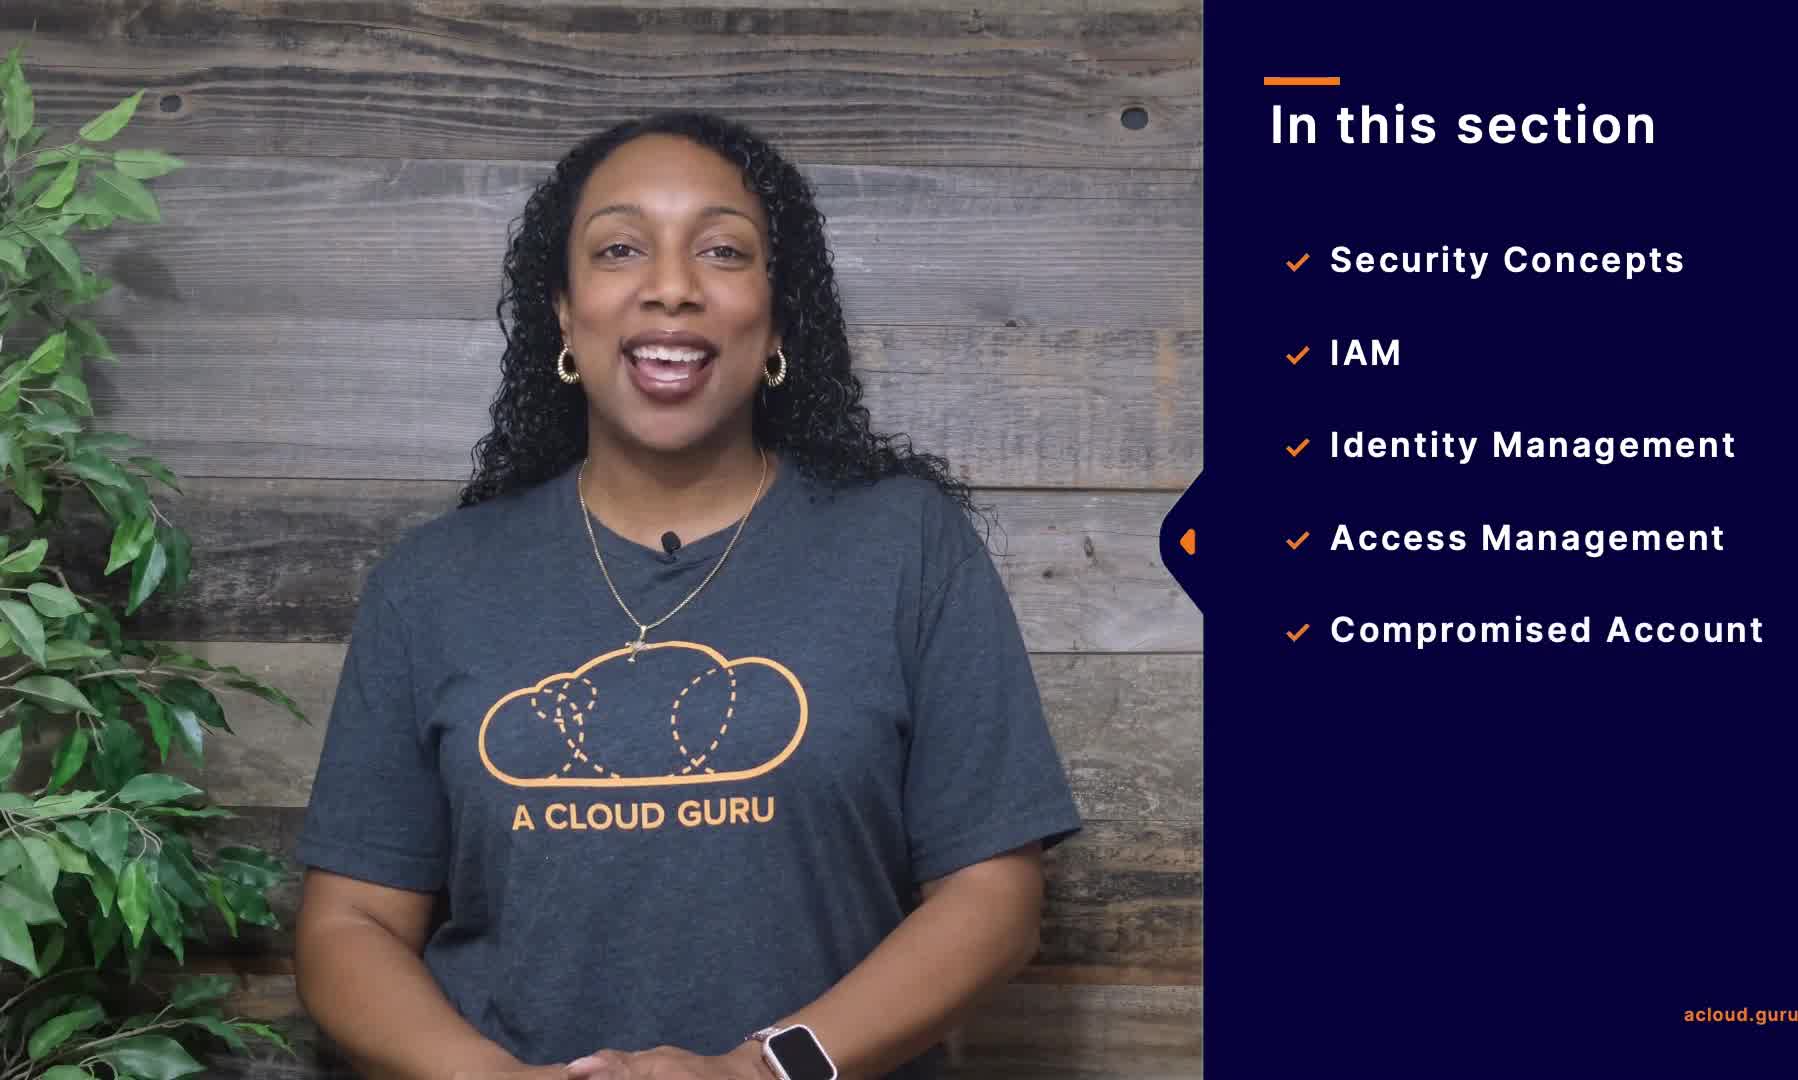 In this section
Security Concepts
IAM
Identity Management
Access Management
Compromised Account
A CLOUD GURU
acloud.guru